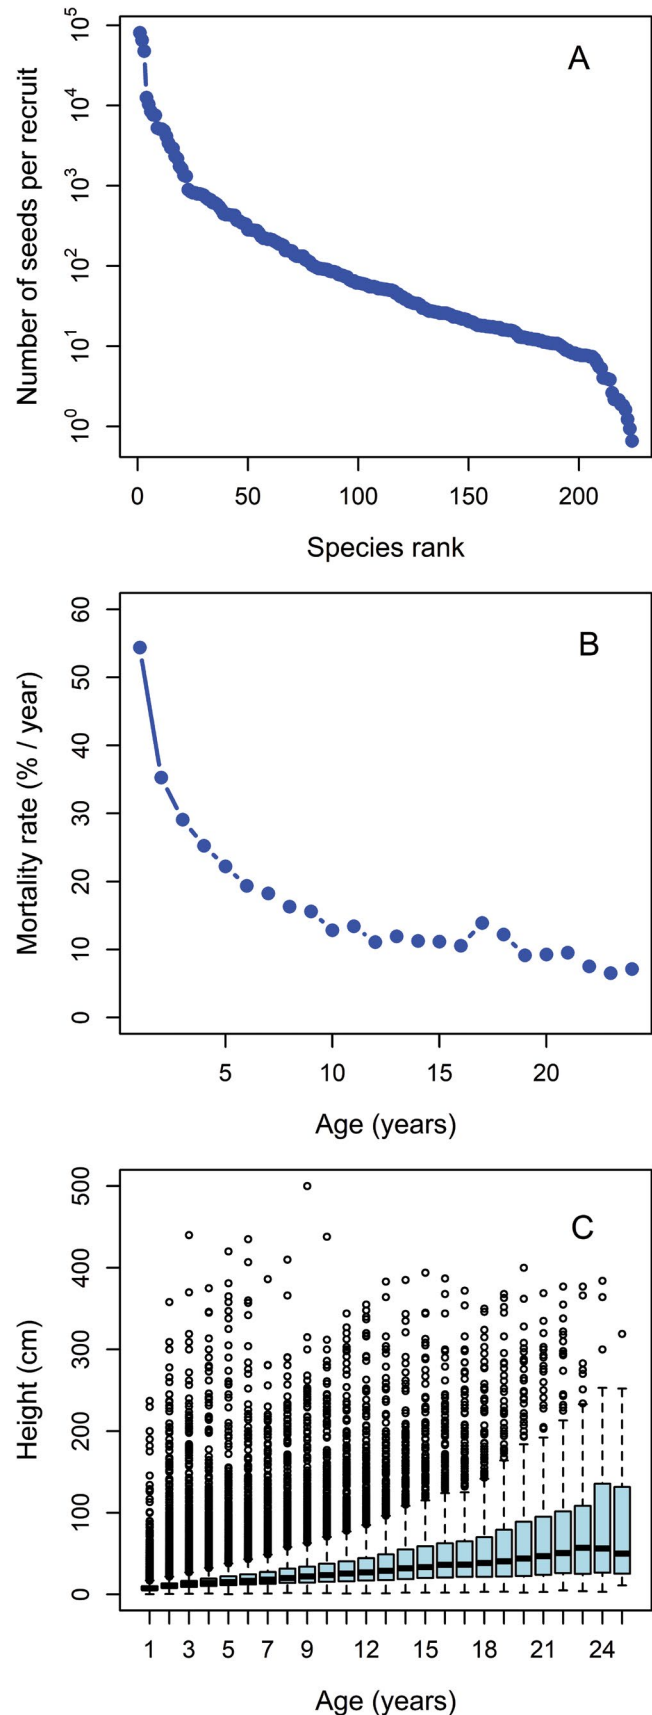 A
Number of seeds per recruit
10^5
10^4
10^3
10^2
10^1
10^0
0 50 100 150 200
Species rank
B
Mortality rate (% / year)
60
50
40
30
20
10
0
5 10 15 20
Age (years)
C
Height (cm)
500
400
300
200
100
0
1 3 5 7 9 12 15 18 21 24
Age (years)